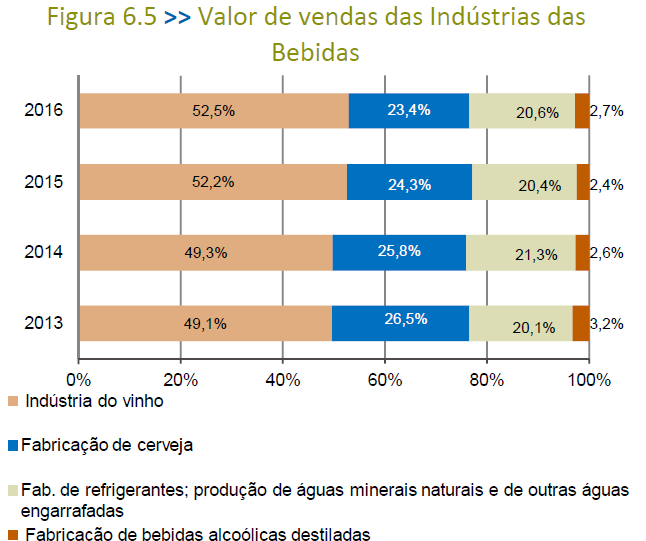 Figura 6.5 >> Valor de vendas das Indústrias das
Bebidas
2016 52,5% 23,4% 20,6% 2,7%
2015 52,2% 24,3% 20,4% 2,4%
2014 49,3% 25,8% 21,3% 2,6%
2013 49,1% 26,5% 20,1% 3,2%
0% 20% 40% 60% 80% 100%
Indústria do vinho
Fabricação de cerveja
Fab. de refrigerantes; produção de águas minerais naturais e de outras águas
engarrafadas
Fabricacão de bebidas alcoólicas destiladas